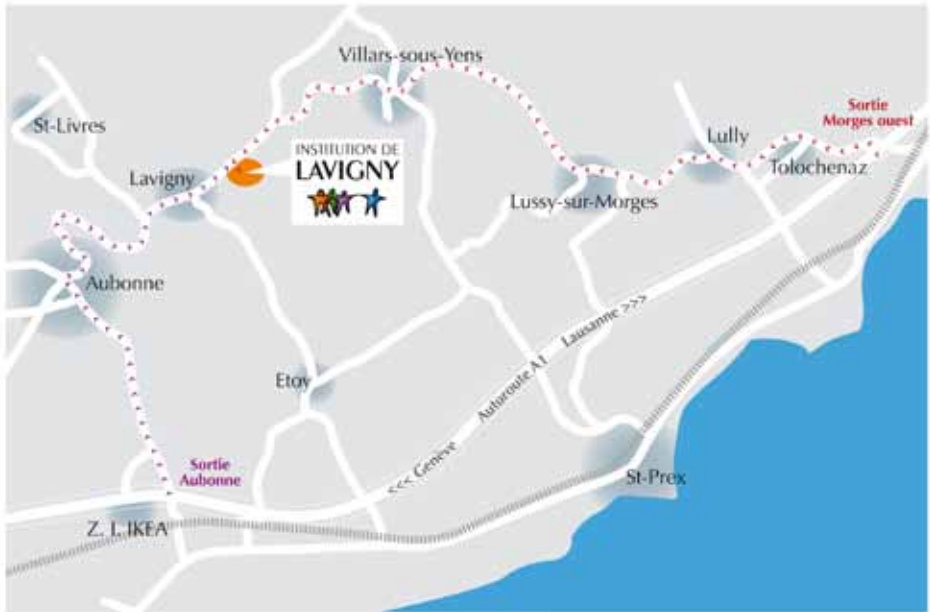 Villars-sous-Yens
St-Livres
Sortie
Morges ouest
Lully
Tolochenaz
INSTITUTION DE
LAVIGNY
Lavigny
Lussy-sur-Morges
Aubonne
Lausanne >>>
Autoroute A1
<<< Genève
Etoy
Sortie
Aubonne
St-Prex
Z. I. IKEA